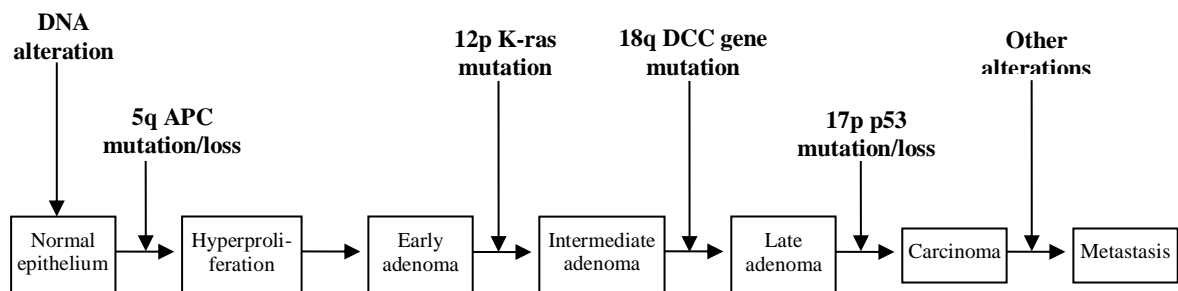 DNA
alteration
5q APC
mutation/loss
12p K-ras
mutation
18q DCC gene
mutation
17p p53
mutation/loss
Other
alterations
Normal
epithelium
Hyperproli-
feration
Early
adenoma
Intermediate
adenoma
Late
adenoma
Carcinoma
Metastasis